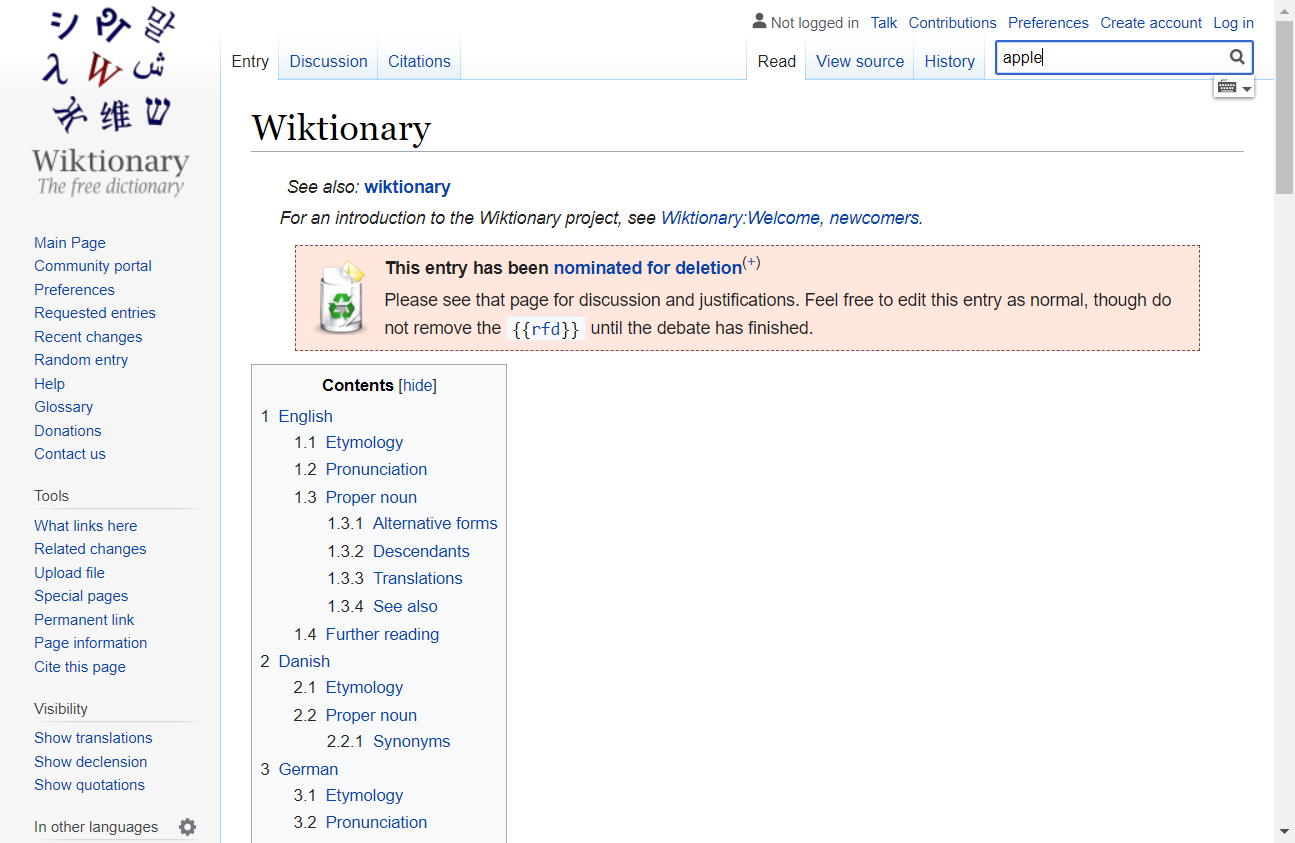 Not logged in Talk Contributions Preferences Create account Log in
Entry Discussion Citations Read View source History apple
シ
λ W
维 ש
Wiktionary
The free dictionary
Main Page
Community portal
Preferences
Requested entries
Recent changes
Random entry
Help
Glossary
Donations
Contact us
Tools
What links here
Related changes
Upload file
Special pages
Permanent link
Page information
Cite this page
Visibility
Show translations
Show declension
Show quotations
In other languages
Wiktionary
See also: wiktionary
For an introduction to the Wiktionary project, see Wiktionary:Welcome, newcomers.
This entry has been nominated for deletion(+)
Please see that page for discussion and justifications. Feel free to edit this entry as normal, though do
not remove the {{rfd}} until the debate has finished.
Contents [hide]
1 English
1.1 Etymology
1.2 Pronunciation
1.3 Proper noun
1.3.1 Alternative forms
1.3.2 Descendants
1.3.3 Translations
1.3.4 See also
1.4 Further reading
2 Danish
2.1 Etymology
2.2 Proper noun
2.2.1 Synonyms
3 German
3.1 Etymology
3.2 Pronunciation